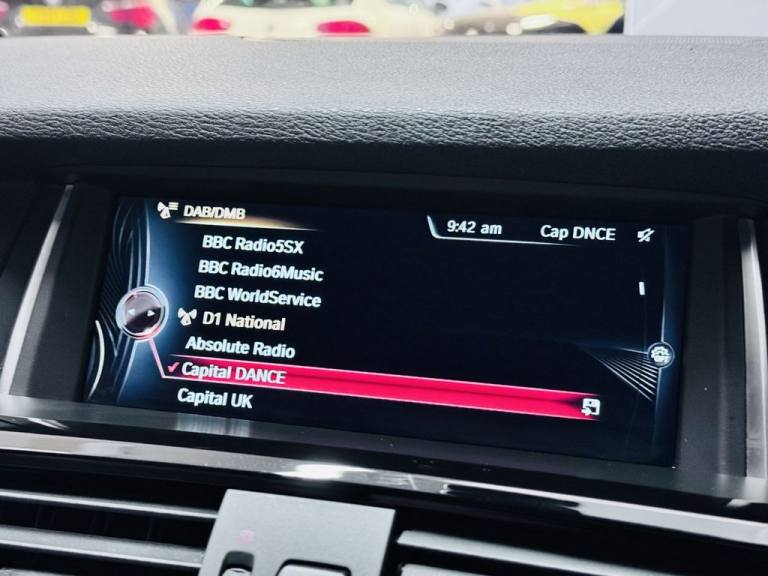 DAB/DMB
9:42 am
Cap DNCE
BBC Radio5SX
BBC Radio6Music
BBC WorldService
D1 National
Absolute Radio
Capital DANCE
Capital UK